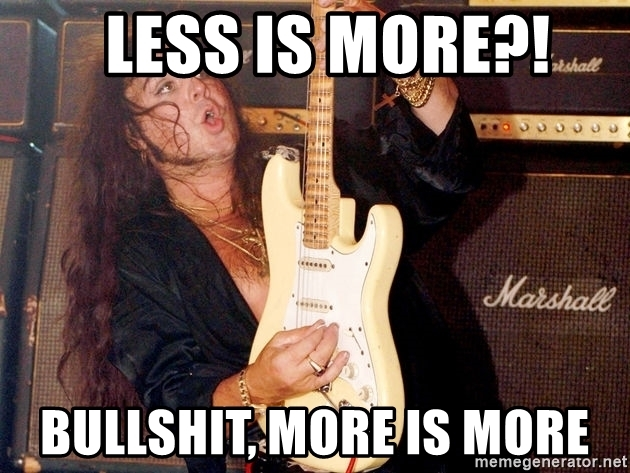 LESS IS MORE?!
Marshall
Marshall
BULLSHIT, MORE IS MORE
memegenerator.net